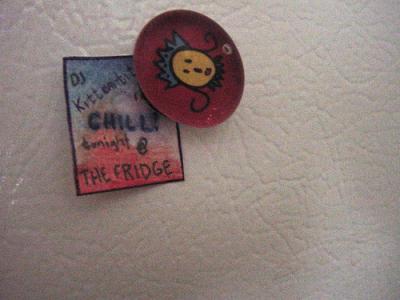 DJ
CHILL!
tonight @
THE FRIDGE